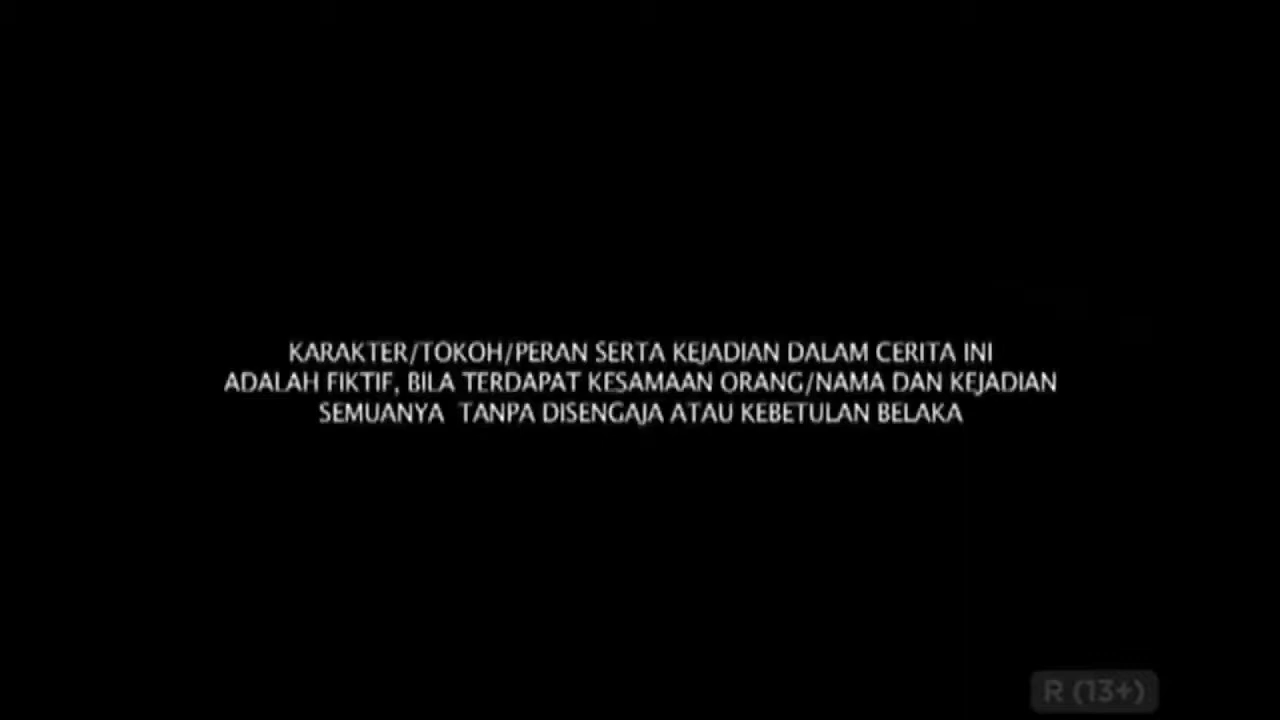 KARAKTER/TOKOH/PERAN SERTA KEJADIAN DALAM CERITA INI
ADALAH FIKTIF, BILA TERDAPAT KESAMAAN ORANG/NAMA DAN KEJADIAN
SEMUANYA  TANPA DISENGAJA ATAU KEBETULAN BELAKA
R (13+)